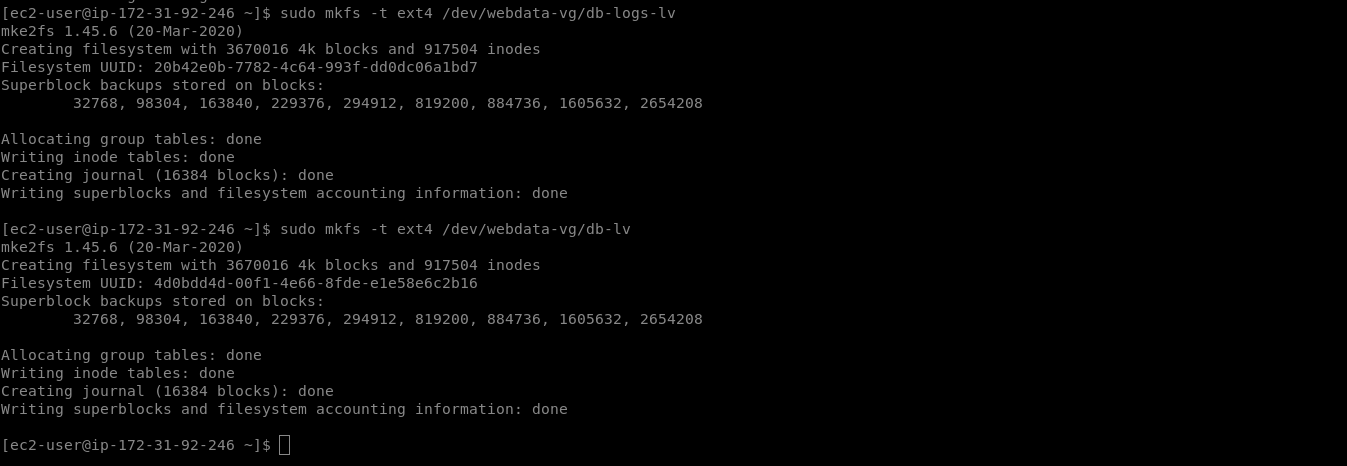 [ec2-user@ip-172-31-92-246 ~]$ sudo mkfs -t ext4 /dev/webdata-vg/db-logs-lv
mke2fs 1.45.6 (20-Mar-2020)
Creating filesystem with 3670016 4k blocks and 917504 inodes
Filesystem UUID: 20b42e0b-7782-4c64-993f-dd0dc06a1bd7
Superblock backups stored on blocks:
        32768, 98304, 163840, 229376, 294912, 819200, 884736, 1605632, 2654208

Allocating group tables: done
Writing inode tables: done
Creating journal (16384 blocks): done
Writing superblocks and filesystem accounting information: done

[ec2-user@ip-172-31-92-246 ~]$ sudo mkfs -t ext4 /dev/webdata-vg/db-lv
mke2fs 1.45.6 (20-Mar-2020)
Creating filesystem with 3670016 4k blocks and 917504 inodes
Filesystem UUID: 4d0bdd4d-00f1-4e66-8fde-e1e58e6c2b16
Superblock backups stored on blocks:
        32768, 98304, 163840, 229376, 294912, 819200, 884736, 1605632, 2654208

Allocating group tables: done
Writing inode tables: done
Creating journal (16384 blocks): done
Writing superblocks and filesystem accounting information: done

[ec2-user@ip-172-31-92-246 ~]$